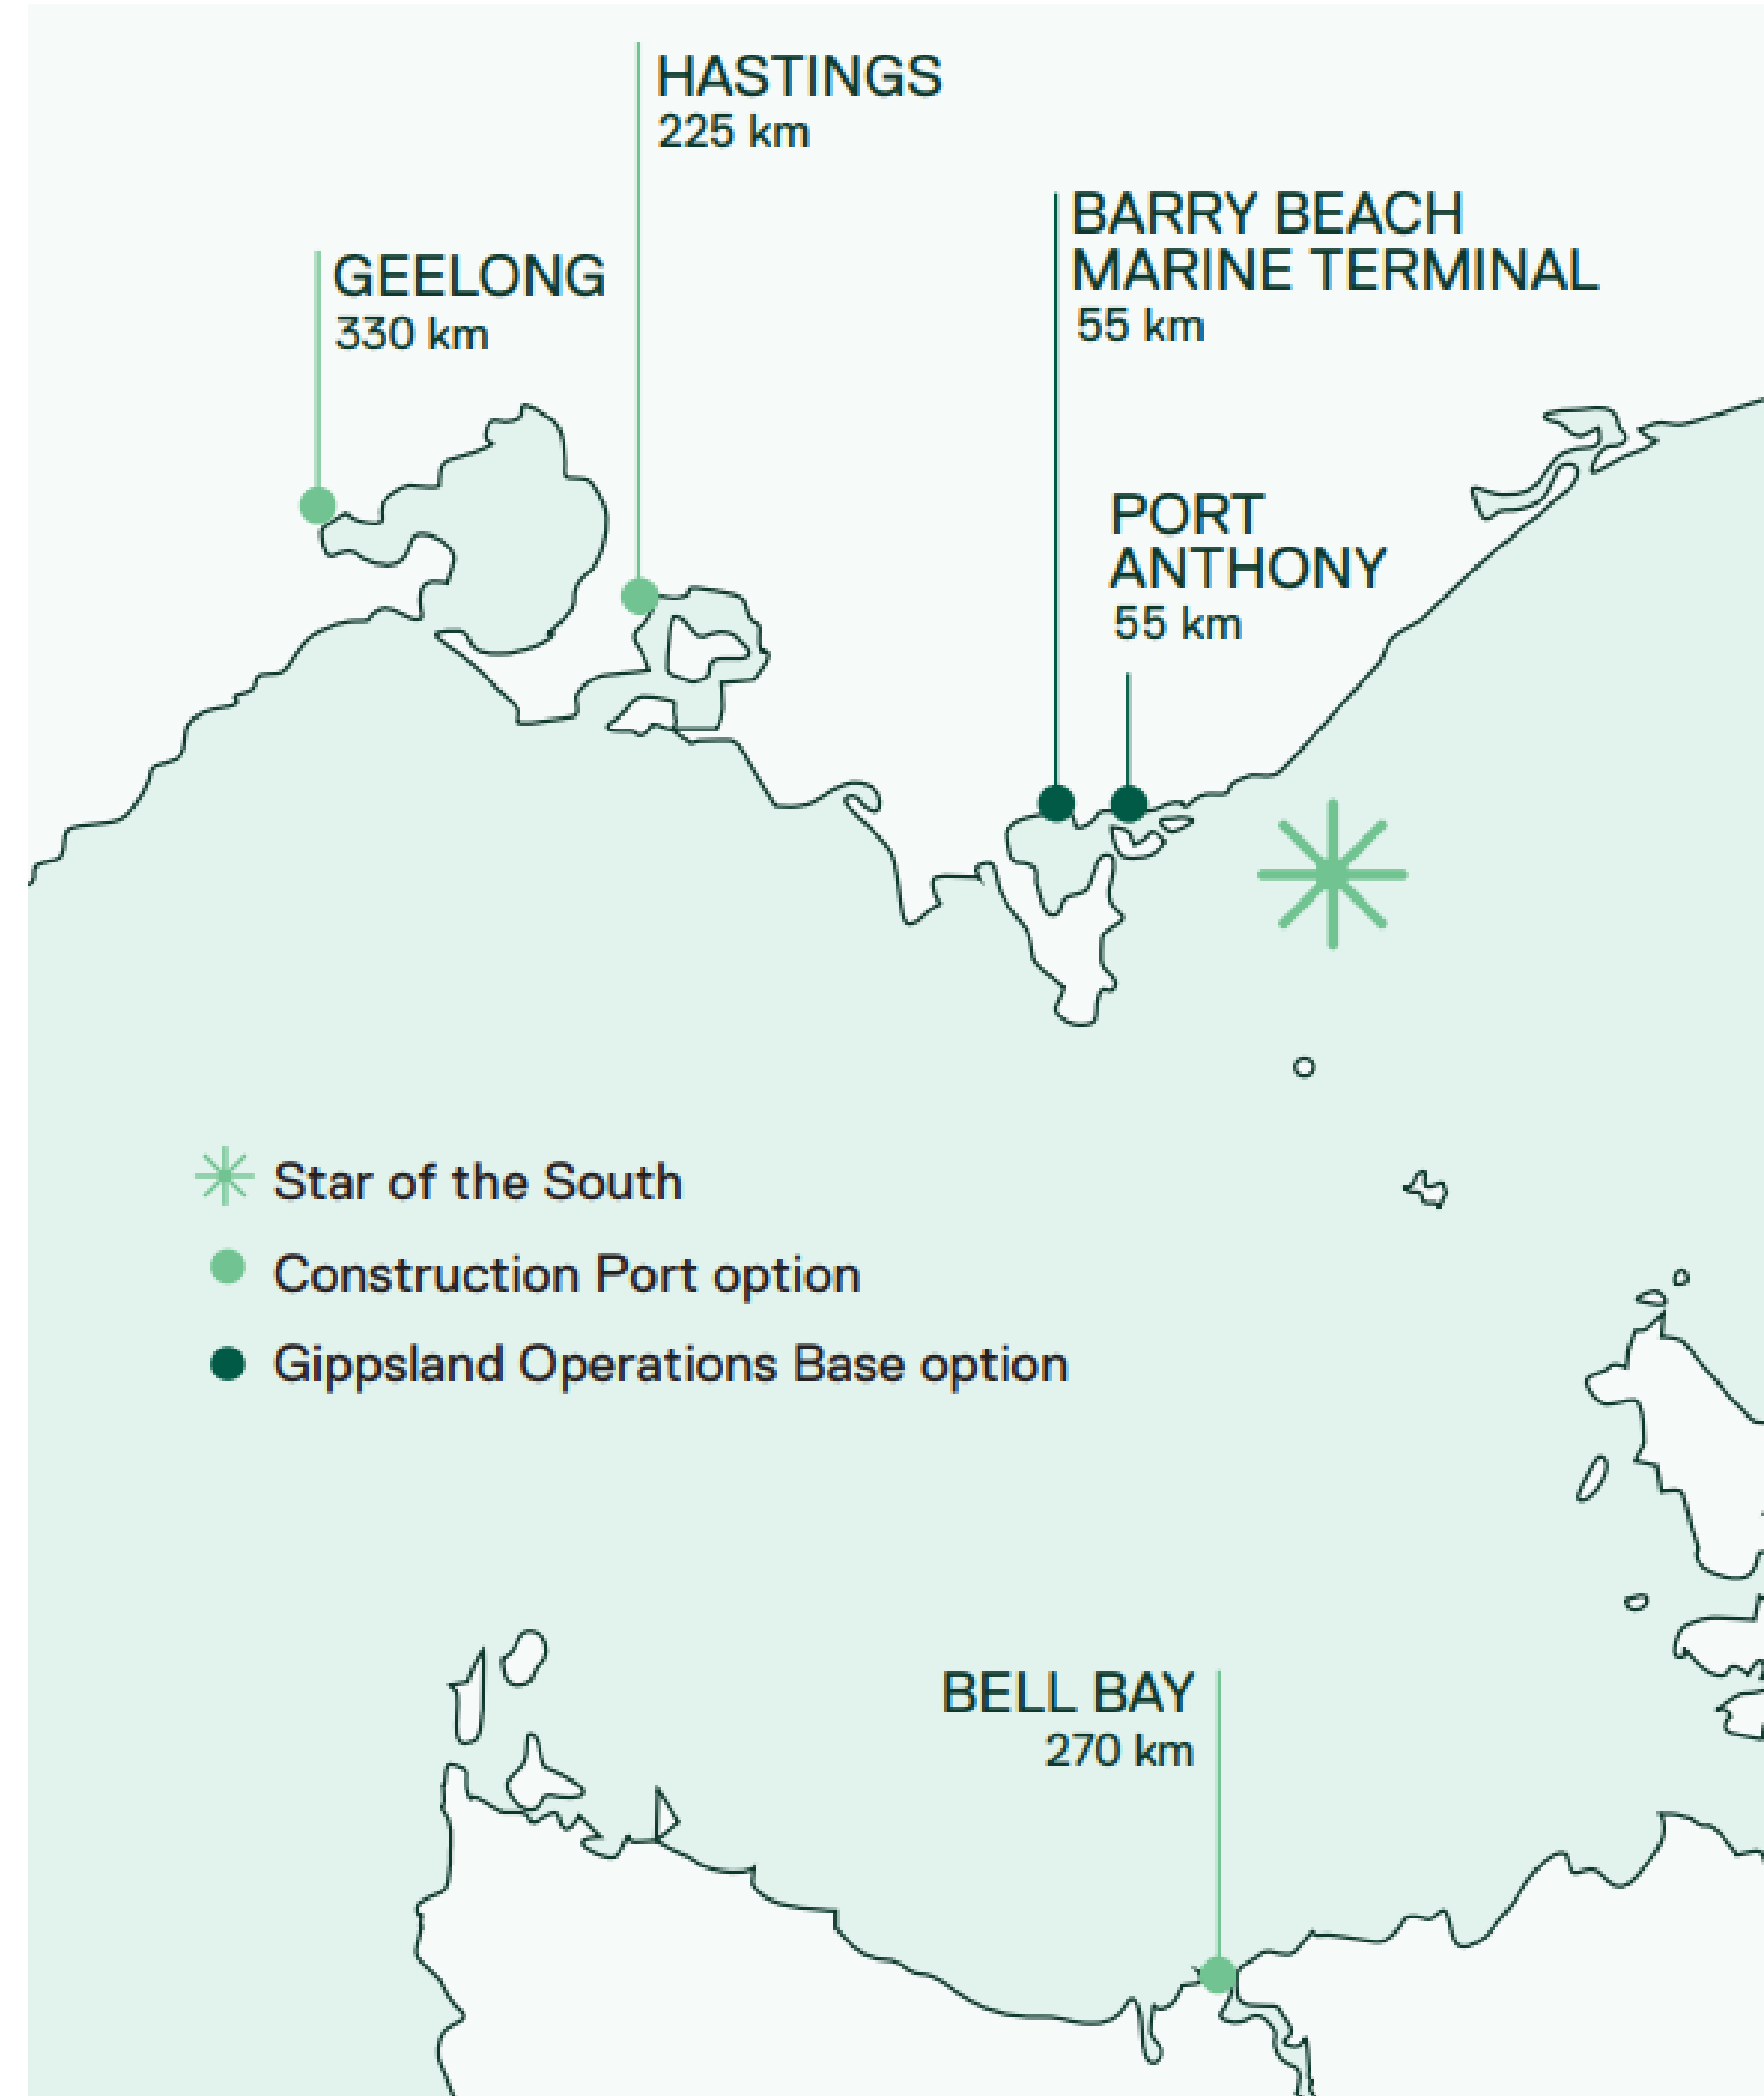 HASTINGS
225 km
BARRY BEACH
MARINE TERMINAL
55 km
GEELONG
330 km
PORT
ANTHONY
55 km
Star of the South
Construction Port option
Gippsland Operations Base option
BELL BAY
270 km